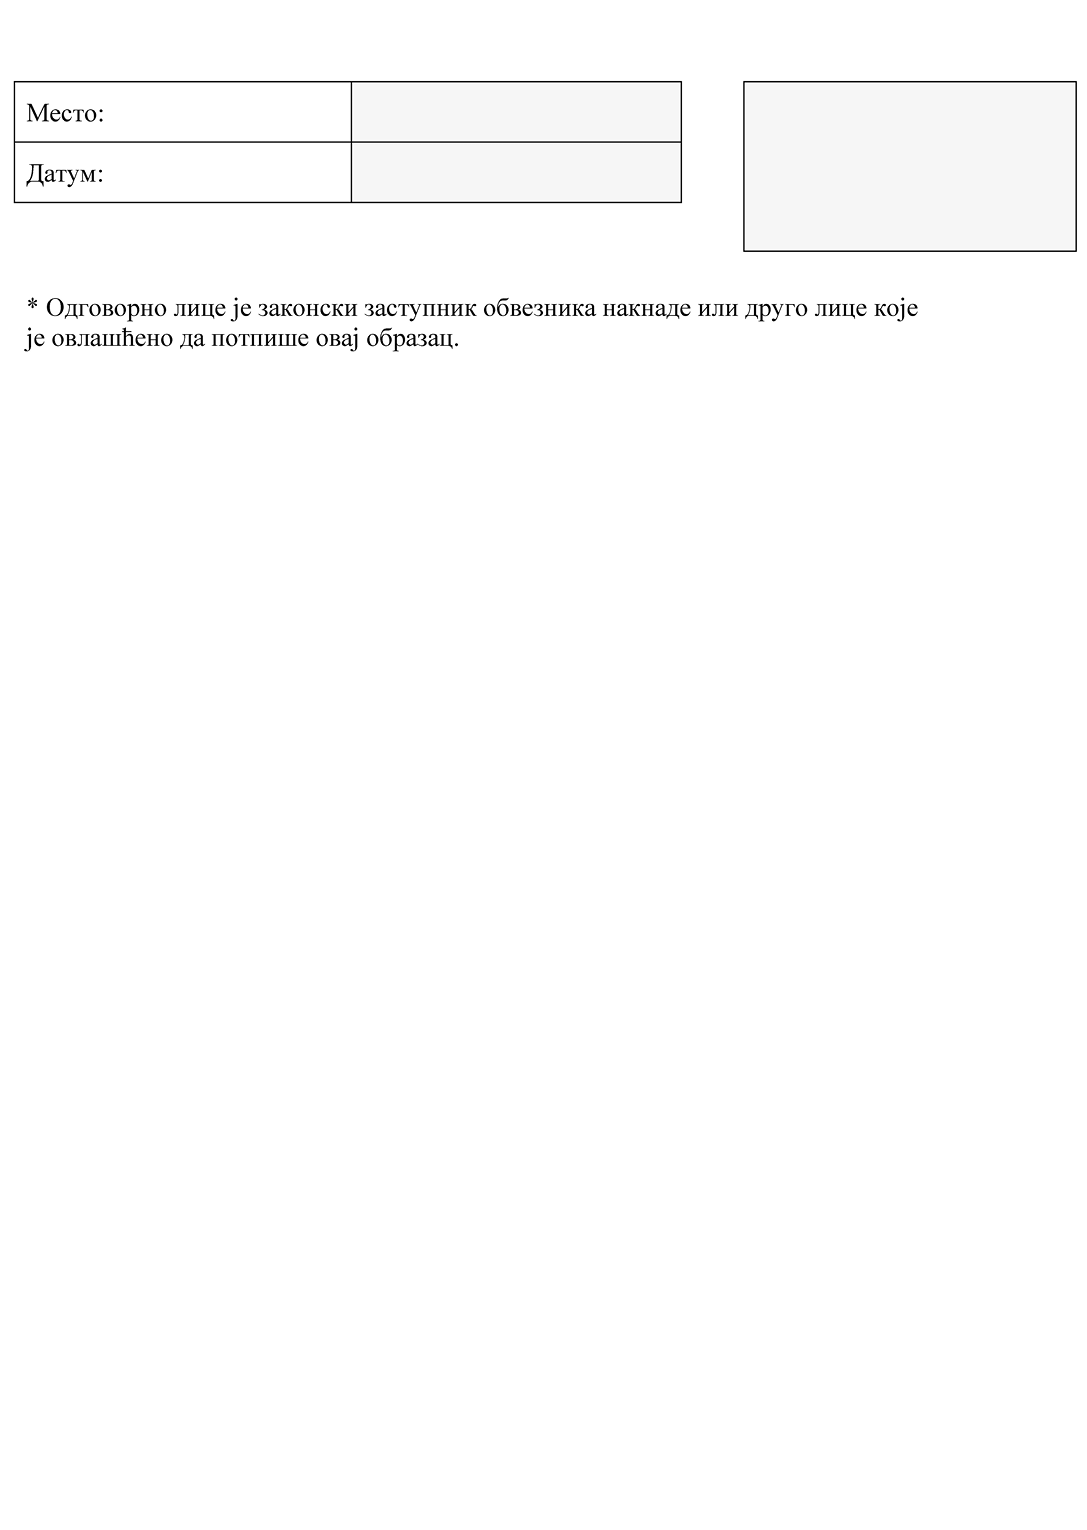 Место:
Датум:
* Одговорно лице је законски заступник обвезника накнаде или друго лице које
је овлашћено да потпише овај образац.